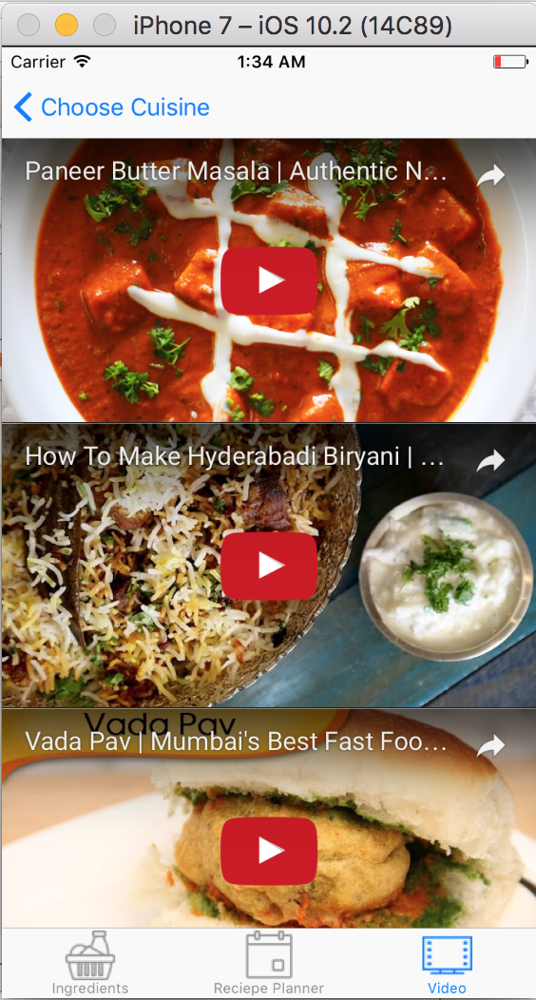 iPhone 7 – iOS 10.2 (14C89)
Carrier 1:34 AM
Choose Cuisine
Paneer Butter Masala | Authentic N...
How To Make Hyderabadi Biryani | ...
Vada Pav
Vada Pav | Mumbai's Best Fast Foo...
Ingredients Reciepe Planner Video